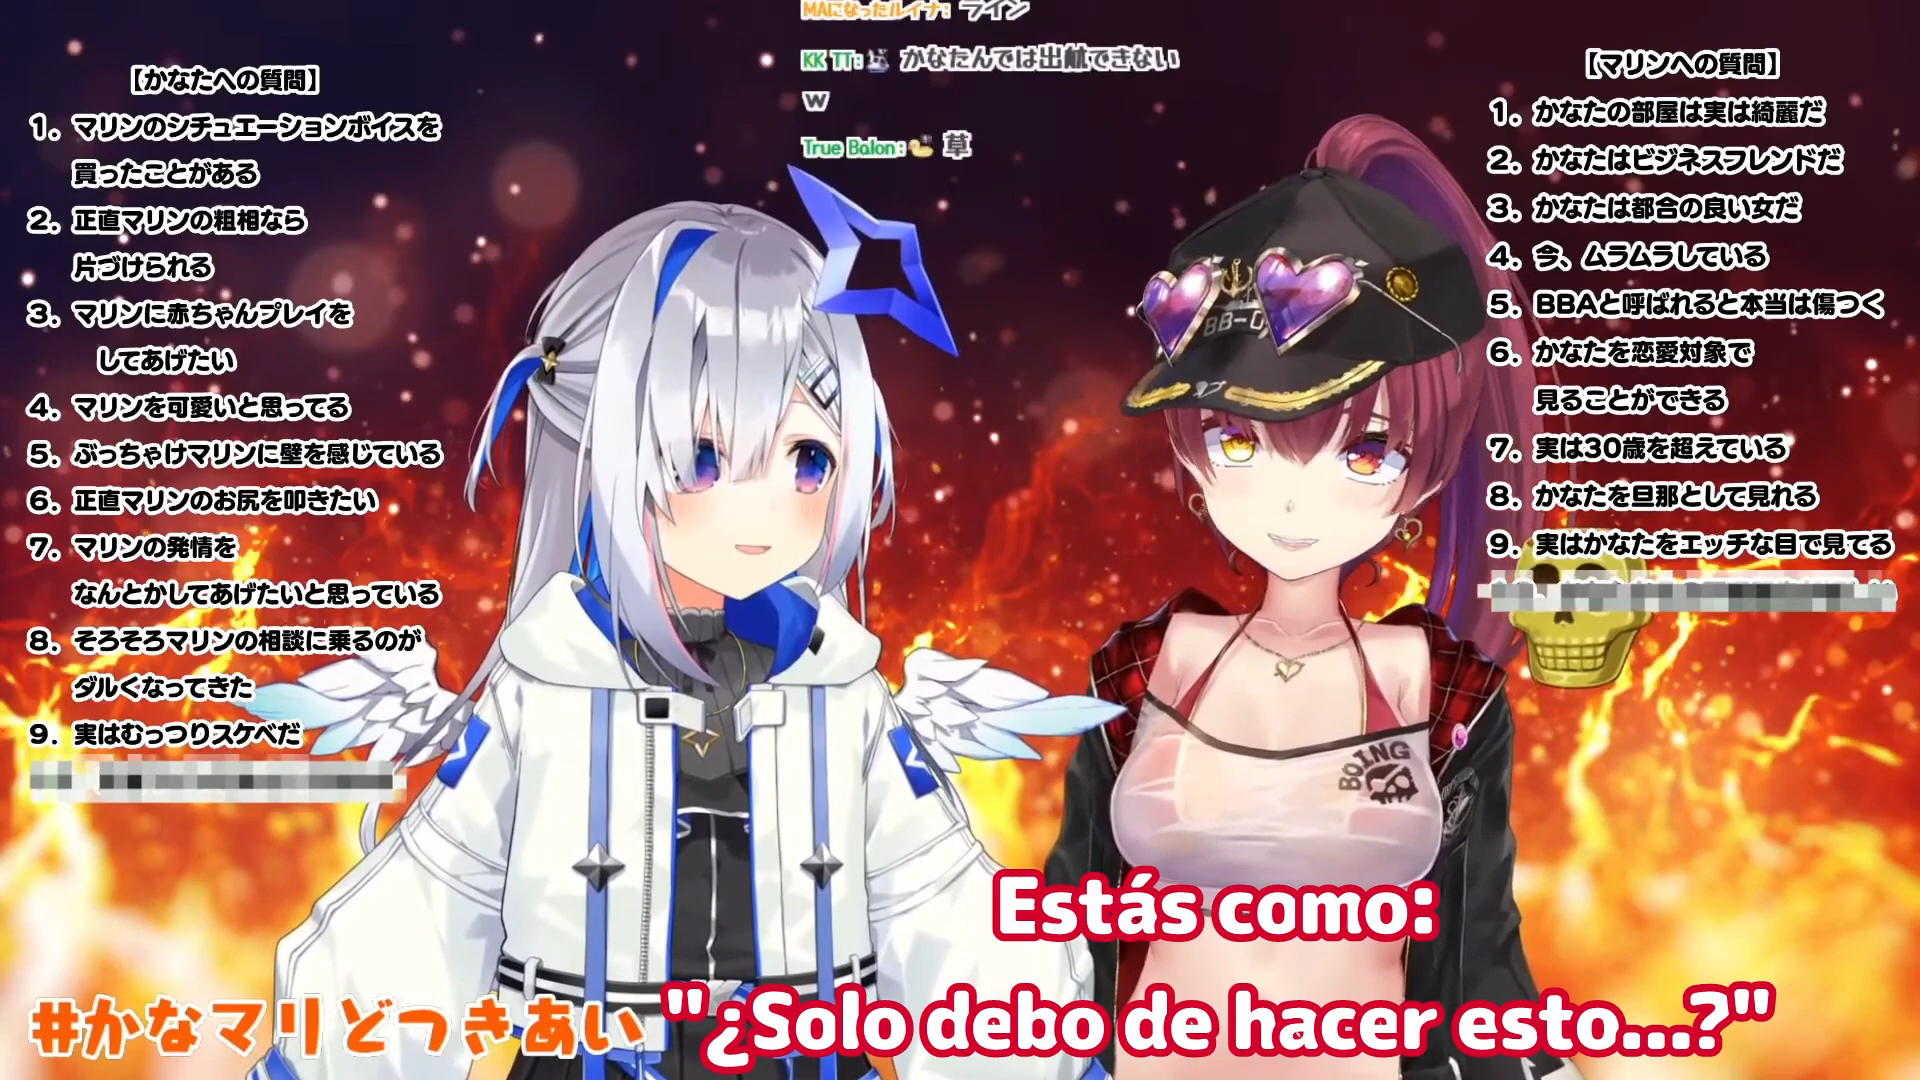 MAになったルイナ: ライン
KK TT: かなたんでは出航できない
w
True Balon: 草
【かなたへの質問】
1. マリンのシチュエーションボイスを
買ったことがある
2. 正直マリンの粗相なら
片づけられる
3. マリンに赤ちゃんプレイを
してあげたい
4. マリンを可愛いと思ってる
5. ぶっちゃけマリンに壁を感じている
6. 正直マリンのお尻を叩きたい
7. マリンの発情を
なんとかしてあげたいと思っている
8. そろそろマリンの相談に乗るのが
ダルくなってきた
9. 実はむっつりスケベだ
【マリンへの質問】
1. かなたの部屋は実は綺麗だ
2. かなたはビジネスフレンドだ
3. かなたは都合の良い女だ
4. 今、ムラムラしている
5. BBAと呼ばれると本当は傷つく
6. かなたを恋愛対象で
見ることができる
7. 実は30歳を超えている
8. かなたを旦那として見れる
9. 実はかなたをエッチな目で見てる
BOING
Estás como:
"¿Solo debo de hacer esto...?"
#かなマリどつきあい